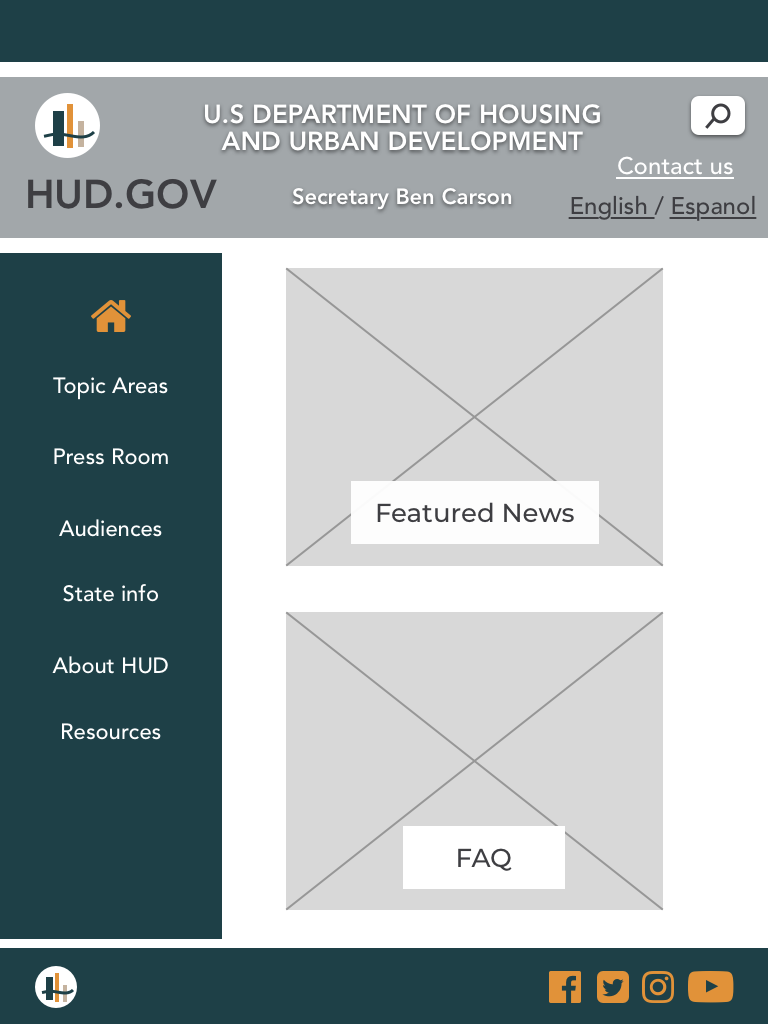 U.S DEPARTMENT OF HOUSING
AND URBAN DEVELOPMENT
Contact us
HUD.GOV
Secretary Ben Carson
English / Espanol
Topic Areas
Press Room
Audiences
State info
About HUD
Resources
Featured News
FAQ